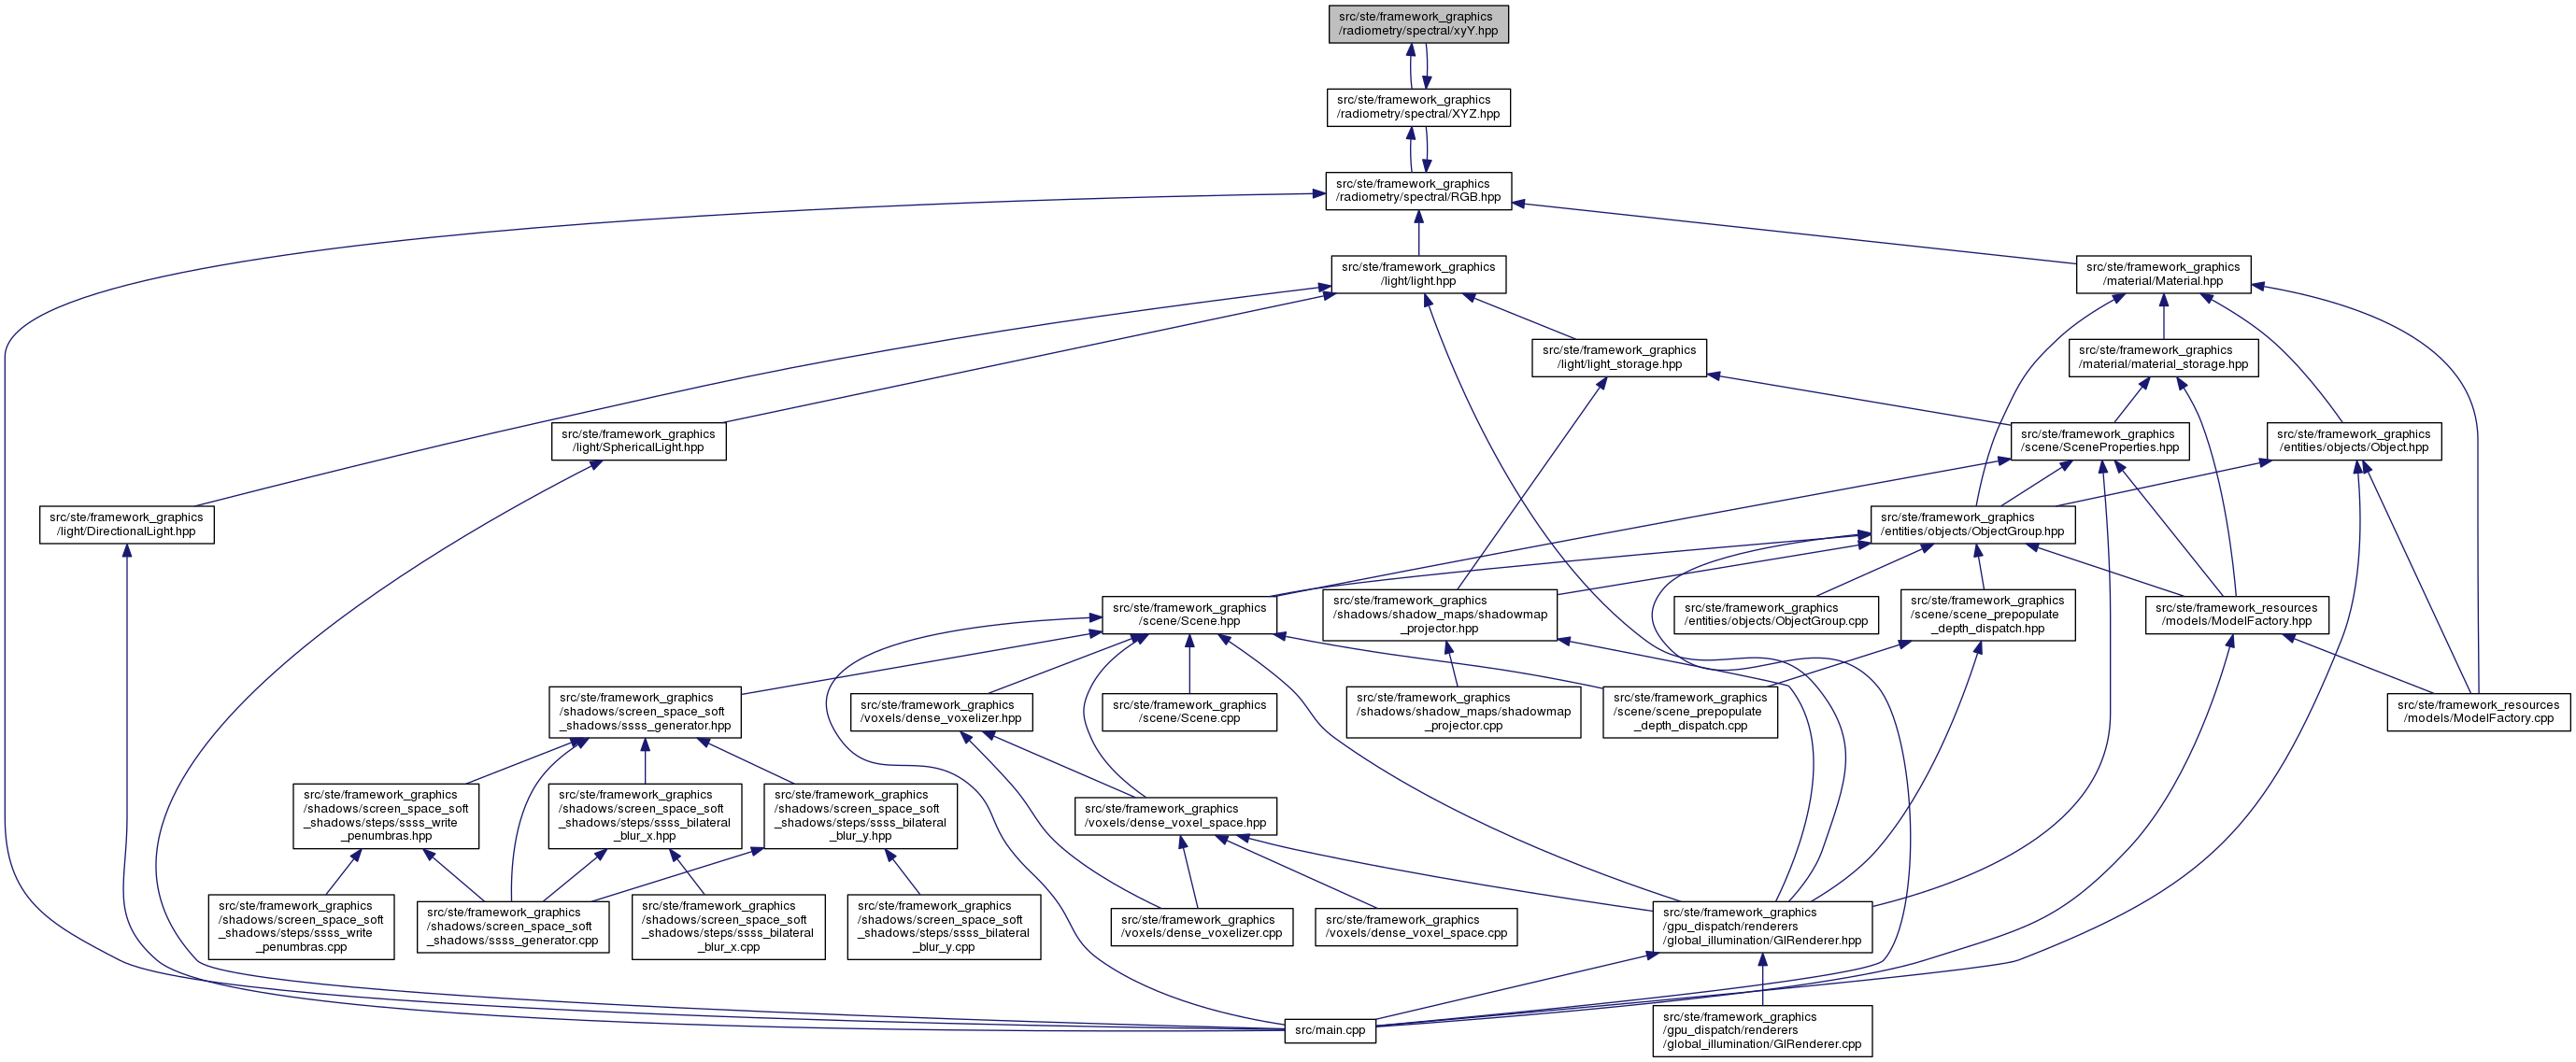 src/ste/framework_graphics
/radiometry/spectral/xyY.hpp
src/ste/framework_graphics
/radiometry/spectral/XYZ.hpp
src/ste/framework_graphics
/radiometry/spectral/RGB.hpp
src/ste/framework_graphics
/light/light.hpp
src/ste/framework_graphics
/material/Material.hpp
src/ste/framework_graphics
/light/light_storage.hpp
src/ste/framework_graphics
/material/material_storage.hpp
src/ste/framework_graphics
/light/SphericalLight.hpp
src/ste/framework_graphics
/scene/SceneProperties.hpp
src/ste/framework_graphics
/entities/objects/Object.hpp
src/ste/framework_graphics
/light/DirectionalLight.hpp
src/ste/framework_graphics
/entities/objects/ObjectGroup.hpp
src/ste/framework_graphics
/scene/Scene.hpp
src/ste/framework_graphics
/shadows/shadow_maps/shadowmap
_projector.hpp
src/ste/framework_graphics
/entities/objects/ObjectGroup.cpp
src/ste/framework_graphics
/scene/scene_prepopulate
_depth_dispatch.hpp
src/ste/framework_resources
/models/ModelFactory.hpp
src/ste/framework_graphics
/shadows/screen_space_soft
_shadows/ssss_generator.hpp
src/ste/framework_graphics
/voxels/dense_voxelizer.hpp
src/ste/framework_graphics
/scene/Scene.cpp
src/ste/framework_graphics
/shadows/shadow_maps/shadowmap
_projector.cpp
src/ste/framework_graphics
/scene/scene_prepopulate
_depth_dispatch.cpp
src/ste/framework_resources
/models/ModelFactory.cpp
src/ste/framework_graphics
/shadows/screen_space_soft
_shadows/steps/ssss_write
_penumbras.hpp
src/ste/framework_graphics
/shadows/screen_space_soft
_shadows/steps/ssss_bilateral
_blur_x.hpp
src/ste/framework_graphics
/shadows/screen_space_soft
_shadows/steps/ssss_bilateral
_blur_y.hpp
src/ste/framework_graphics
/voxels/dense_voxel_space.hpp
src/ste/framework_graphics
/shadows/screen_space_soft
_shadows/steps/ssss_write
_penumbras.cpp
src/ste/framework_graphics
/shadows/screen_space_soft
_shadows/ssss_generator.cpp
src/ste/framework_graphics
/shadows/screen_space_soft
_shadows/steps/ssss_bilateral
_blur_x.cpp
src/ste/framework_graphics
/shadows/screen_space_soft
_shadows/steps/ssss_bilateral
_blur_y.cpp
src/ste/framework_graphics
/voxels/dense_voxelizer.cpp
src/ste/framework_graphics
/voxels/dense_voxel_space.cpp
src/ste/framework_graphics
/gpu_dispatch/renderers
/global_illumination/GIRenderer.hpp
src/main.cpp
src/ste/framework_graphics
/gpu_dispatch/renderers
/global_illumination/GIRenderer.cpp